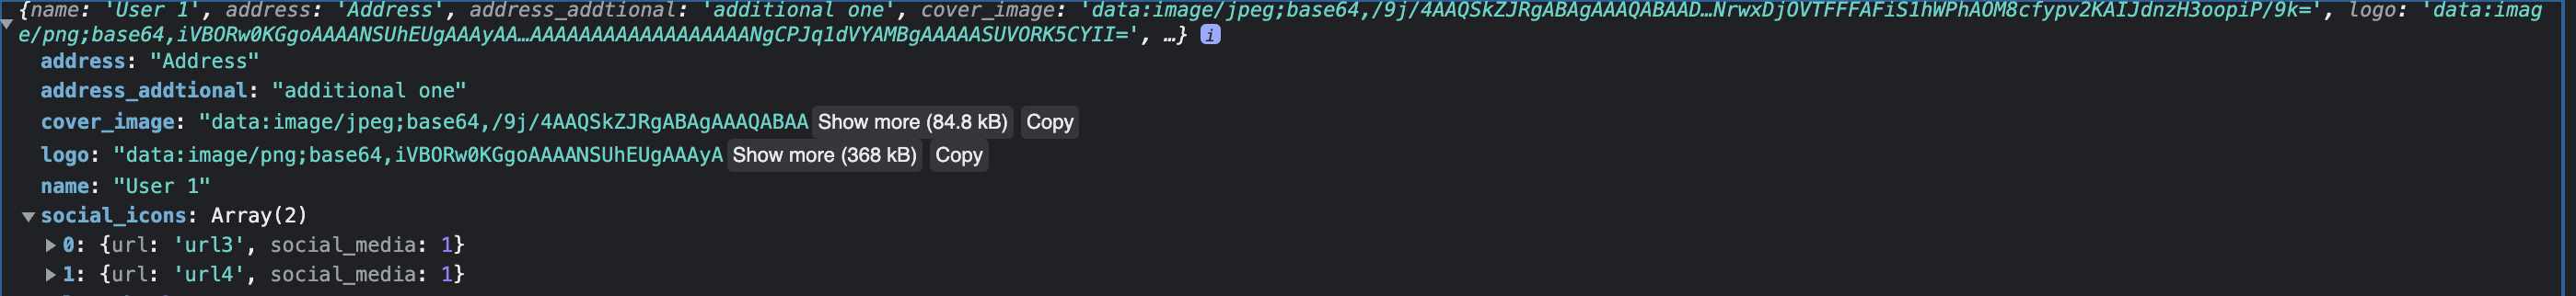 {name: 'User 1', address: 'Address', address_addtional: 'additional one', cover_image: 'data:image/jpeg;base64,/9j/4AAQSkZJRgABAgAAAQABAAD…NrwxDjOVTFFFAFiS1hWPhAOM8cfypv2KAIJdnzH3oopiP/9k=', logo: 'data:imag
e/png;base64,iVBORw0KGgoAAAANSUhEUgAAAyAA…AAAAAAAAAAAAAAAAAANgCPJq1dVYAMBgAAAAASUVORK5CYII=', …} i
address: "Address"
address_addtional: "additional one"
cover_image: "data:image/jpeg;base64,/9j/4AAQSkZJRgABAgAAAQABAA Show more (84.8 kB) Copy
logo: "data:image/png;base64,iVBORw0KGgoAAAANSUhEUgAAAyA Show more (368 kB) Copy
name: "User 1"
social_icons: Array(2)
0: {url: 'url3', social_media: 1}
1: {url: 'url4', social_media: 1}